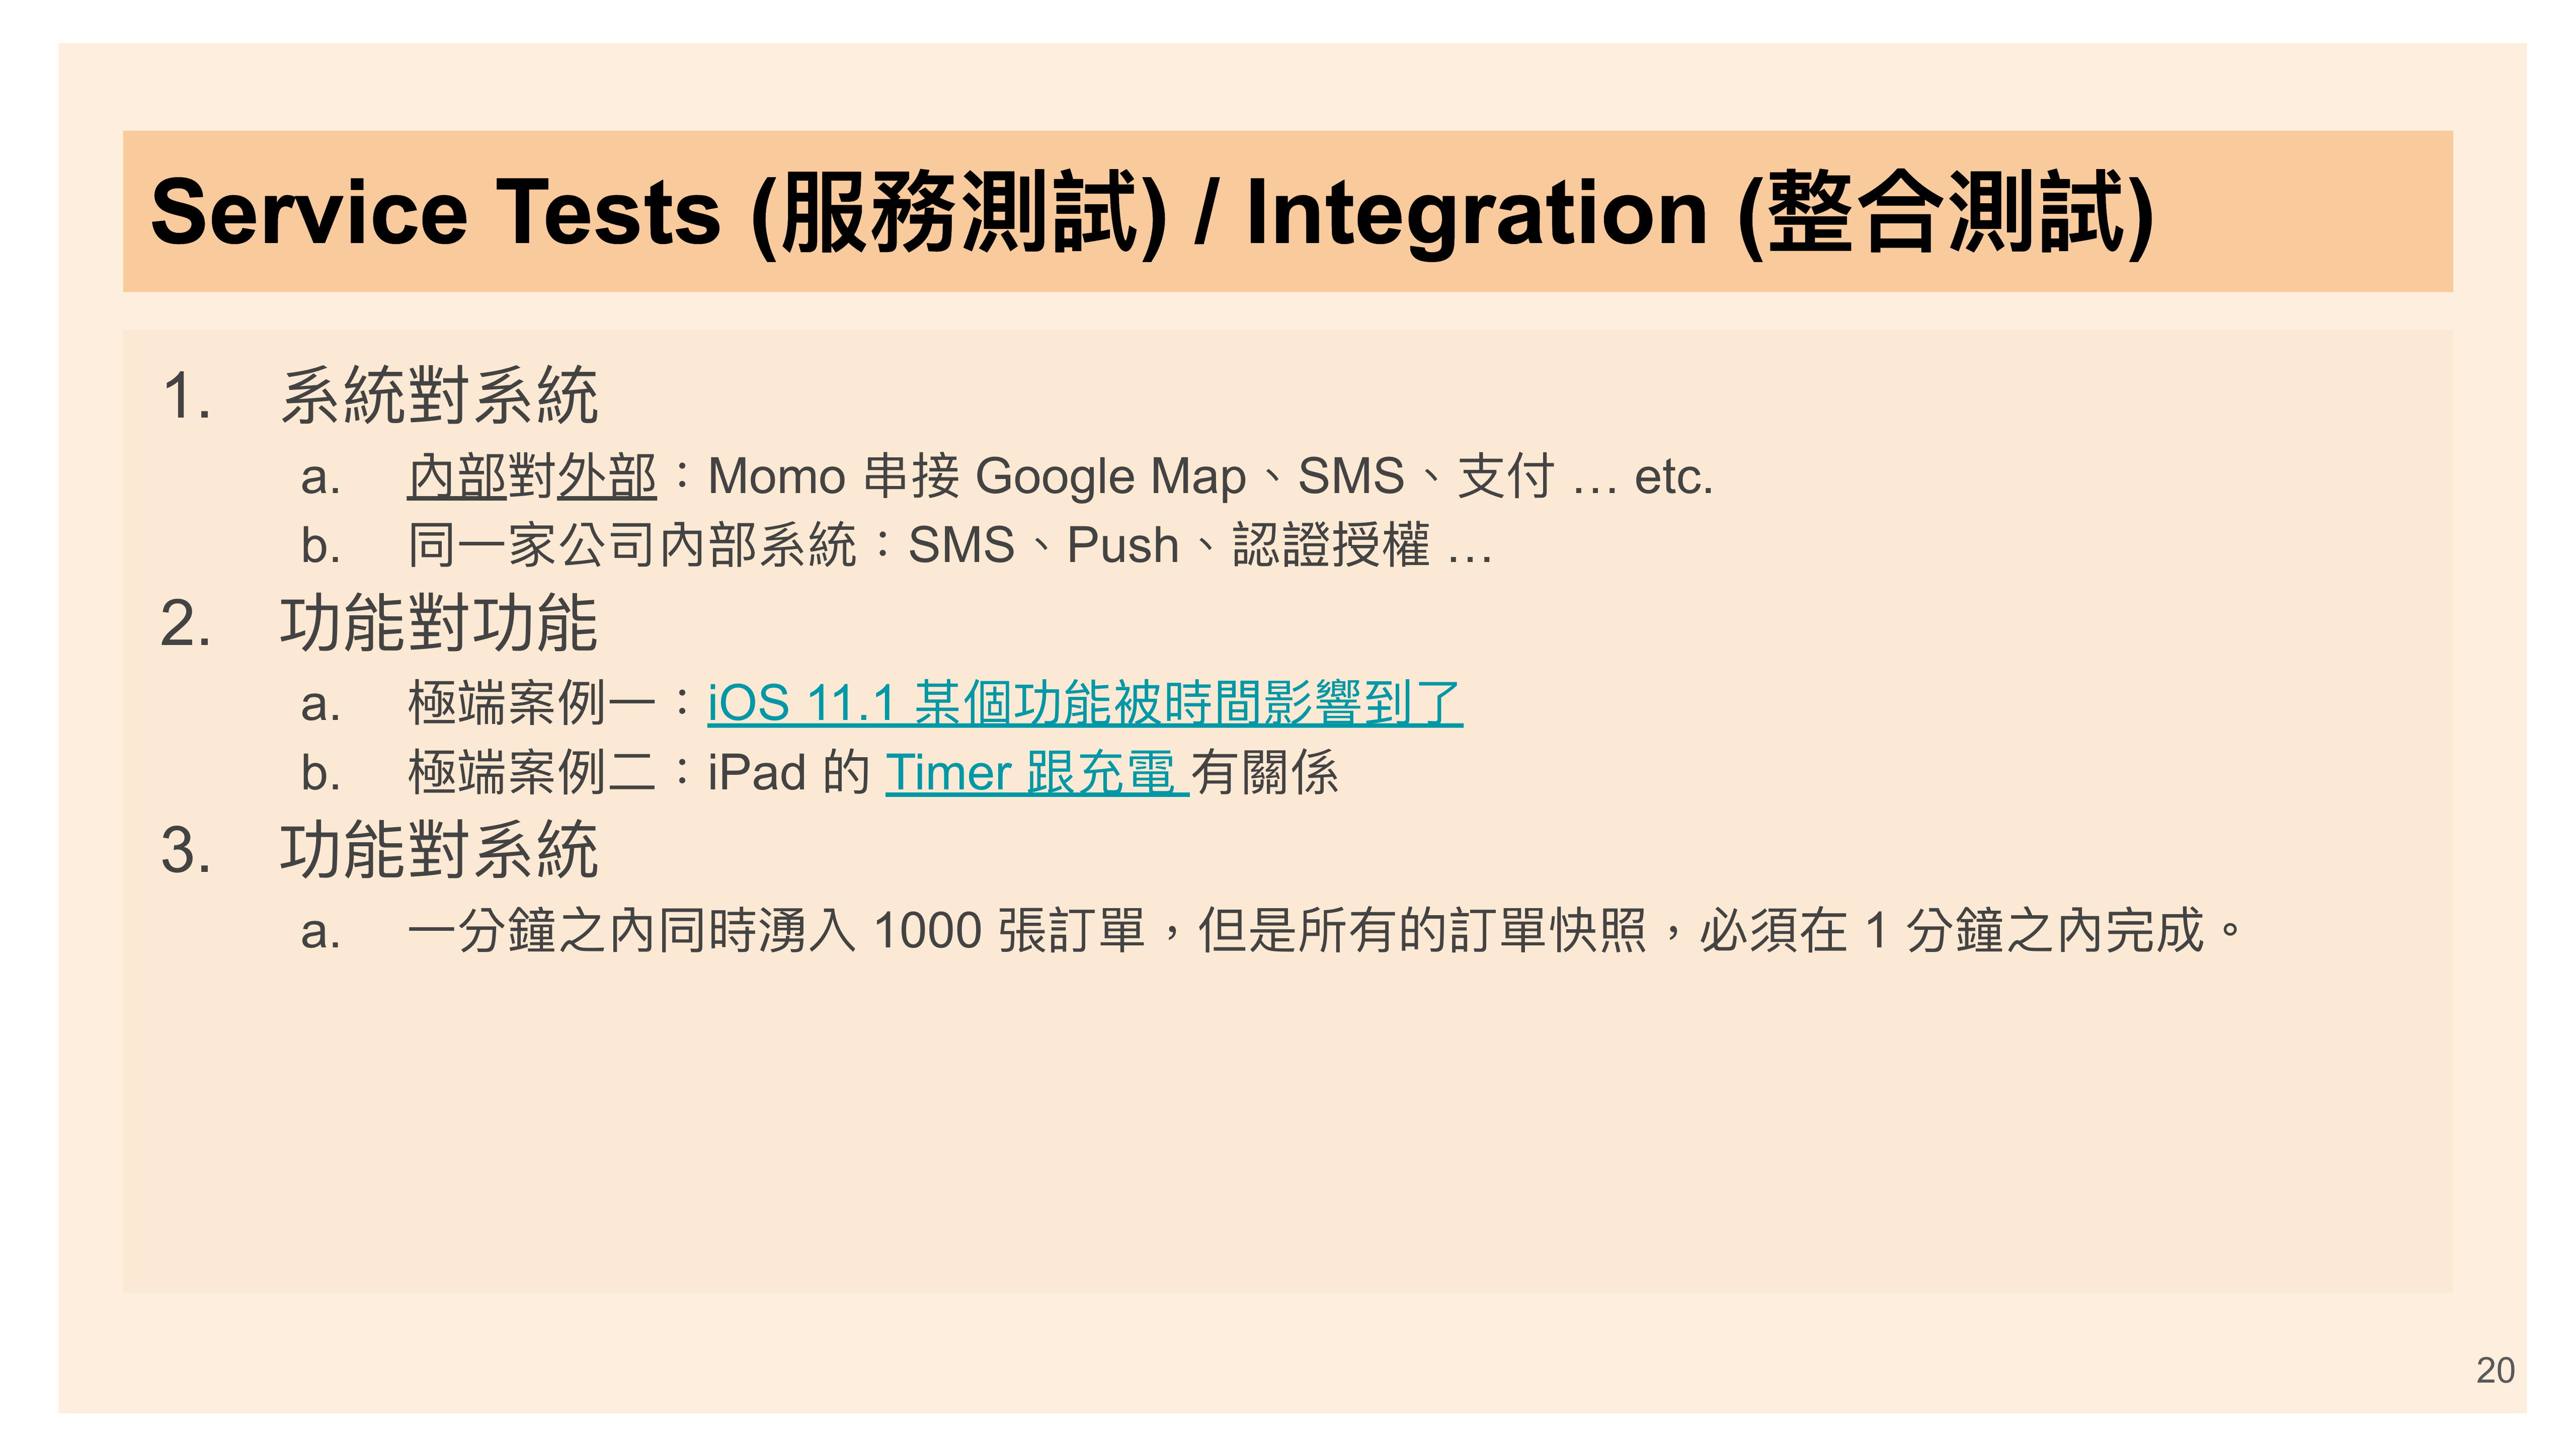 Service Tests (服務測試) / Integration (整合測試)
1. 系統對系統
a. 內部對外部：Momo 串接 Google Map、SMS、支付 … etc.
b. 同一家公司內部系統：SMS、Push、認證授權 …
2. 功能對功能
a. 極端案例一：iOS 11.1 某個功能被時間影響到了
b. 極端案例二：iPad 的 Timer 跟充電 有關係
3. 功能對系統
a. 一分鐘之內同時湧入 1000 張訂單，但是所有的訂單快照，必須在 1 分鐘之內完成。
20